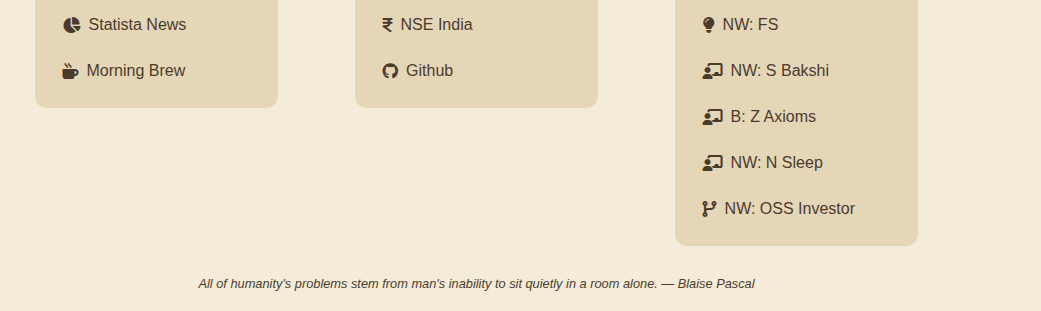 Statista News
Morning Brew
₹ NSE India
Github
NW: FS
NW: S Bakshi
B: Z Axioms
NW: N Sleep
NW: OSS Investor
All of humanity's problems stem from man's inability to sit quietly in a room alone. — Blaise Pascal